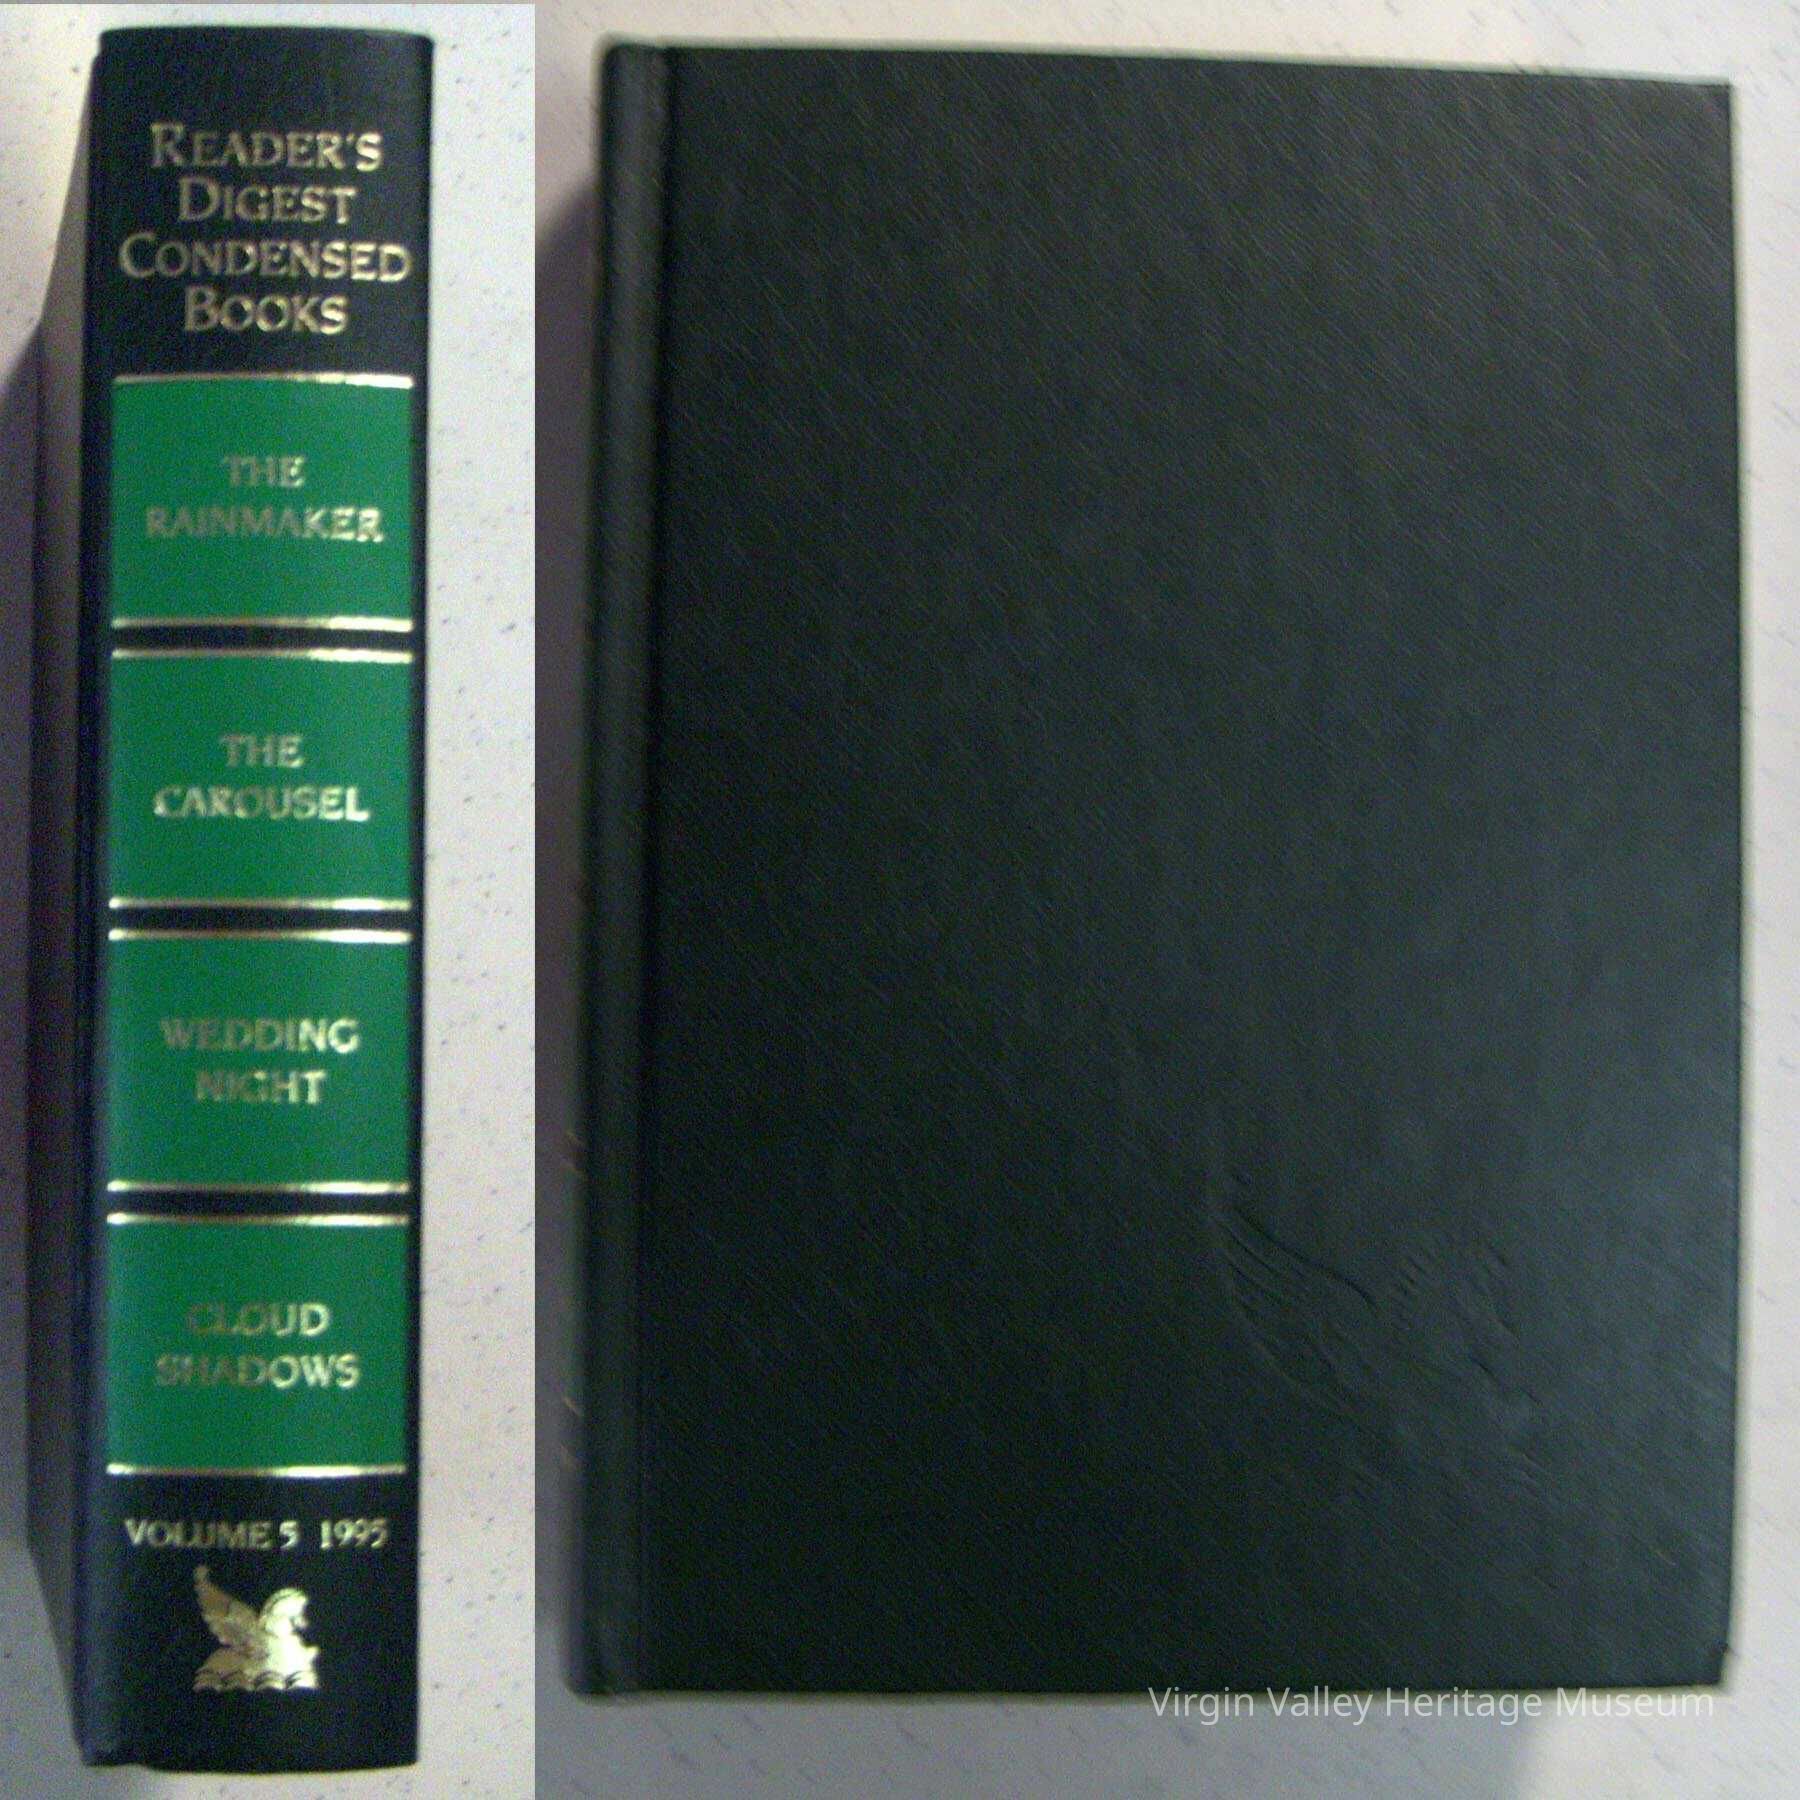 READER'S
DIGEST
CONDENSED
BOOKS
THE
RAINMAKER
THE
CAROUSEL
WEDDING
NIGHT
CLOUD
SHADOWS
VOLUME 5 1995
Virgin Valley Heritage Museum